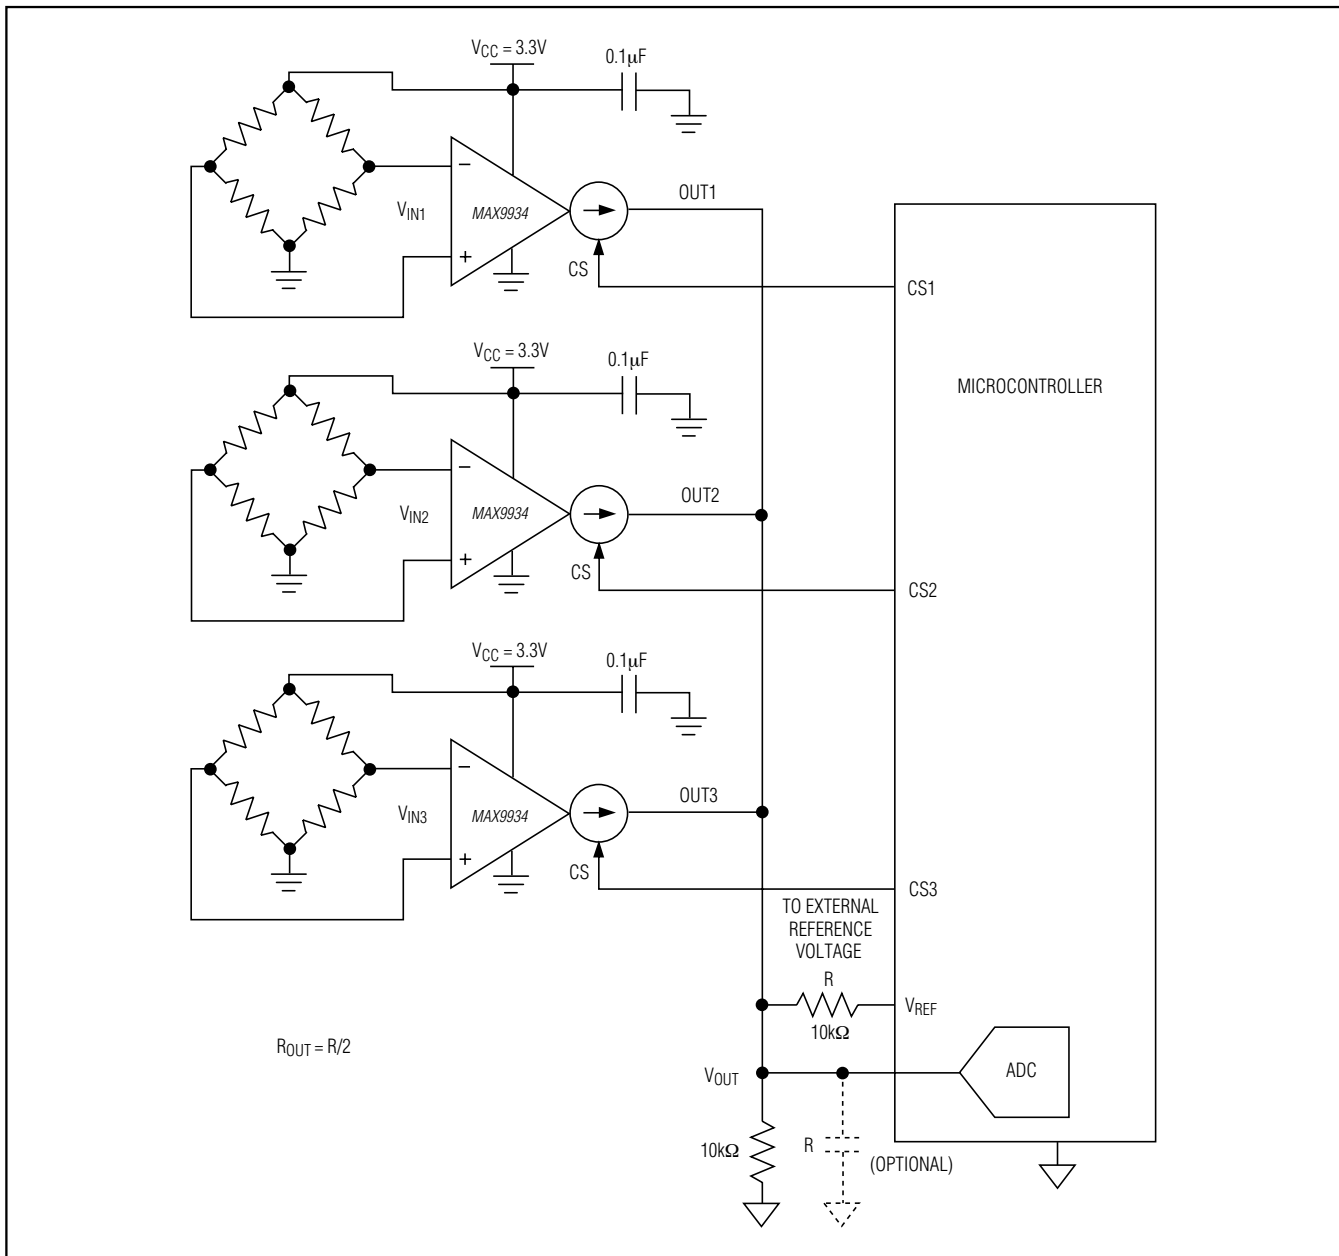 V_CC = 3.3V
0.1μF
−
V_IN1
MAX9934
+
OUT1
CS
CS1
V_CC = 3.3V
0.1μF
MICROCONTROLLER
−
V_IN2
MAX9934
+
OUT2
CS
CS2
V_CC = 3.3V
0.1μF
−
V_IN3
MAX9934
+
OUT3
CS
CS3
TO EXTERNAL
REFERENCE
VOLTAGE
R
V_REF
10kΩ
R_OUT = R/2
V_OUT
ADC
10kΩ
R
(OPTIONAL)